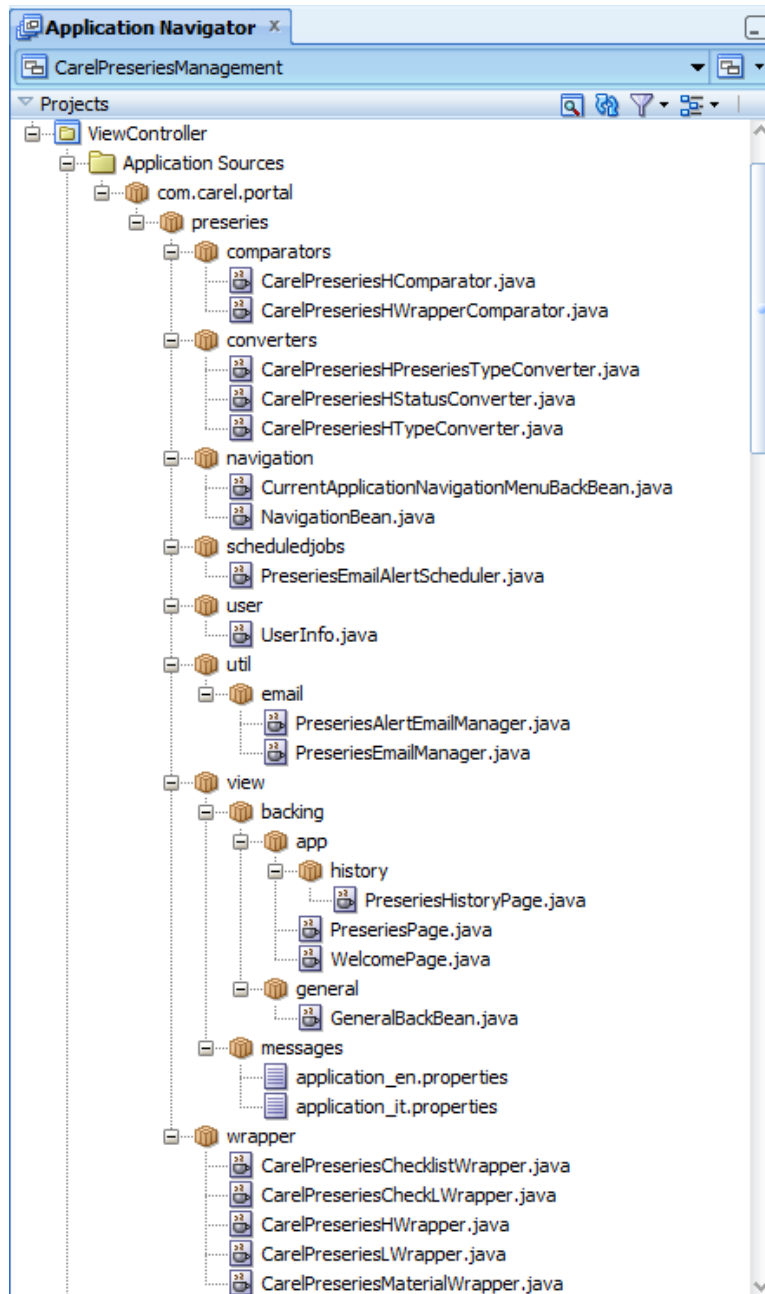 Application Navigator x
CarelPreseriesManagement
Projects
ViewController
Application Sources
com.carel.portal
preseries
comparators
CarelPreseriesHComparator.java
CarelPreseriesHWrapperComparator.java
converters
CarelPreseriesHPreseriesTypeConverter.java
CarelPreseriesHStatusConverter.java
CarelPreseriesHTypeConverter.java
navigation
CurrentApplicationNavigationMenuBackBean.java
NavigationBean.java
scheduledjobs
PreseriesEmailAlertScheduler.java
user
UserInfo.java
util
email
PreseriesAlertEmailManager.java
PreseriesEmailManager.java
view
backing
app
history
PreseriesHistoryPage.java
PreseriesPage.java
WelcomePage.java
general
GeneralBackBean.java
messages
application_en.properties
application_it.properties
wrapper
CarelPreseriesChecklistWrapper.java
CarelPreseriesCheckLWrapper.java
CarelPreseriesHWrapper.java
CarelPreseriesLWrapper.java
CarelPreseriesMaterialWrapper.java